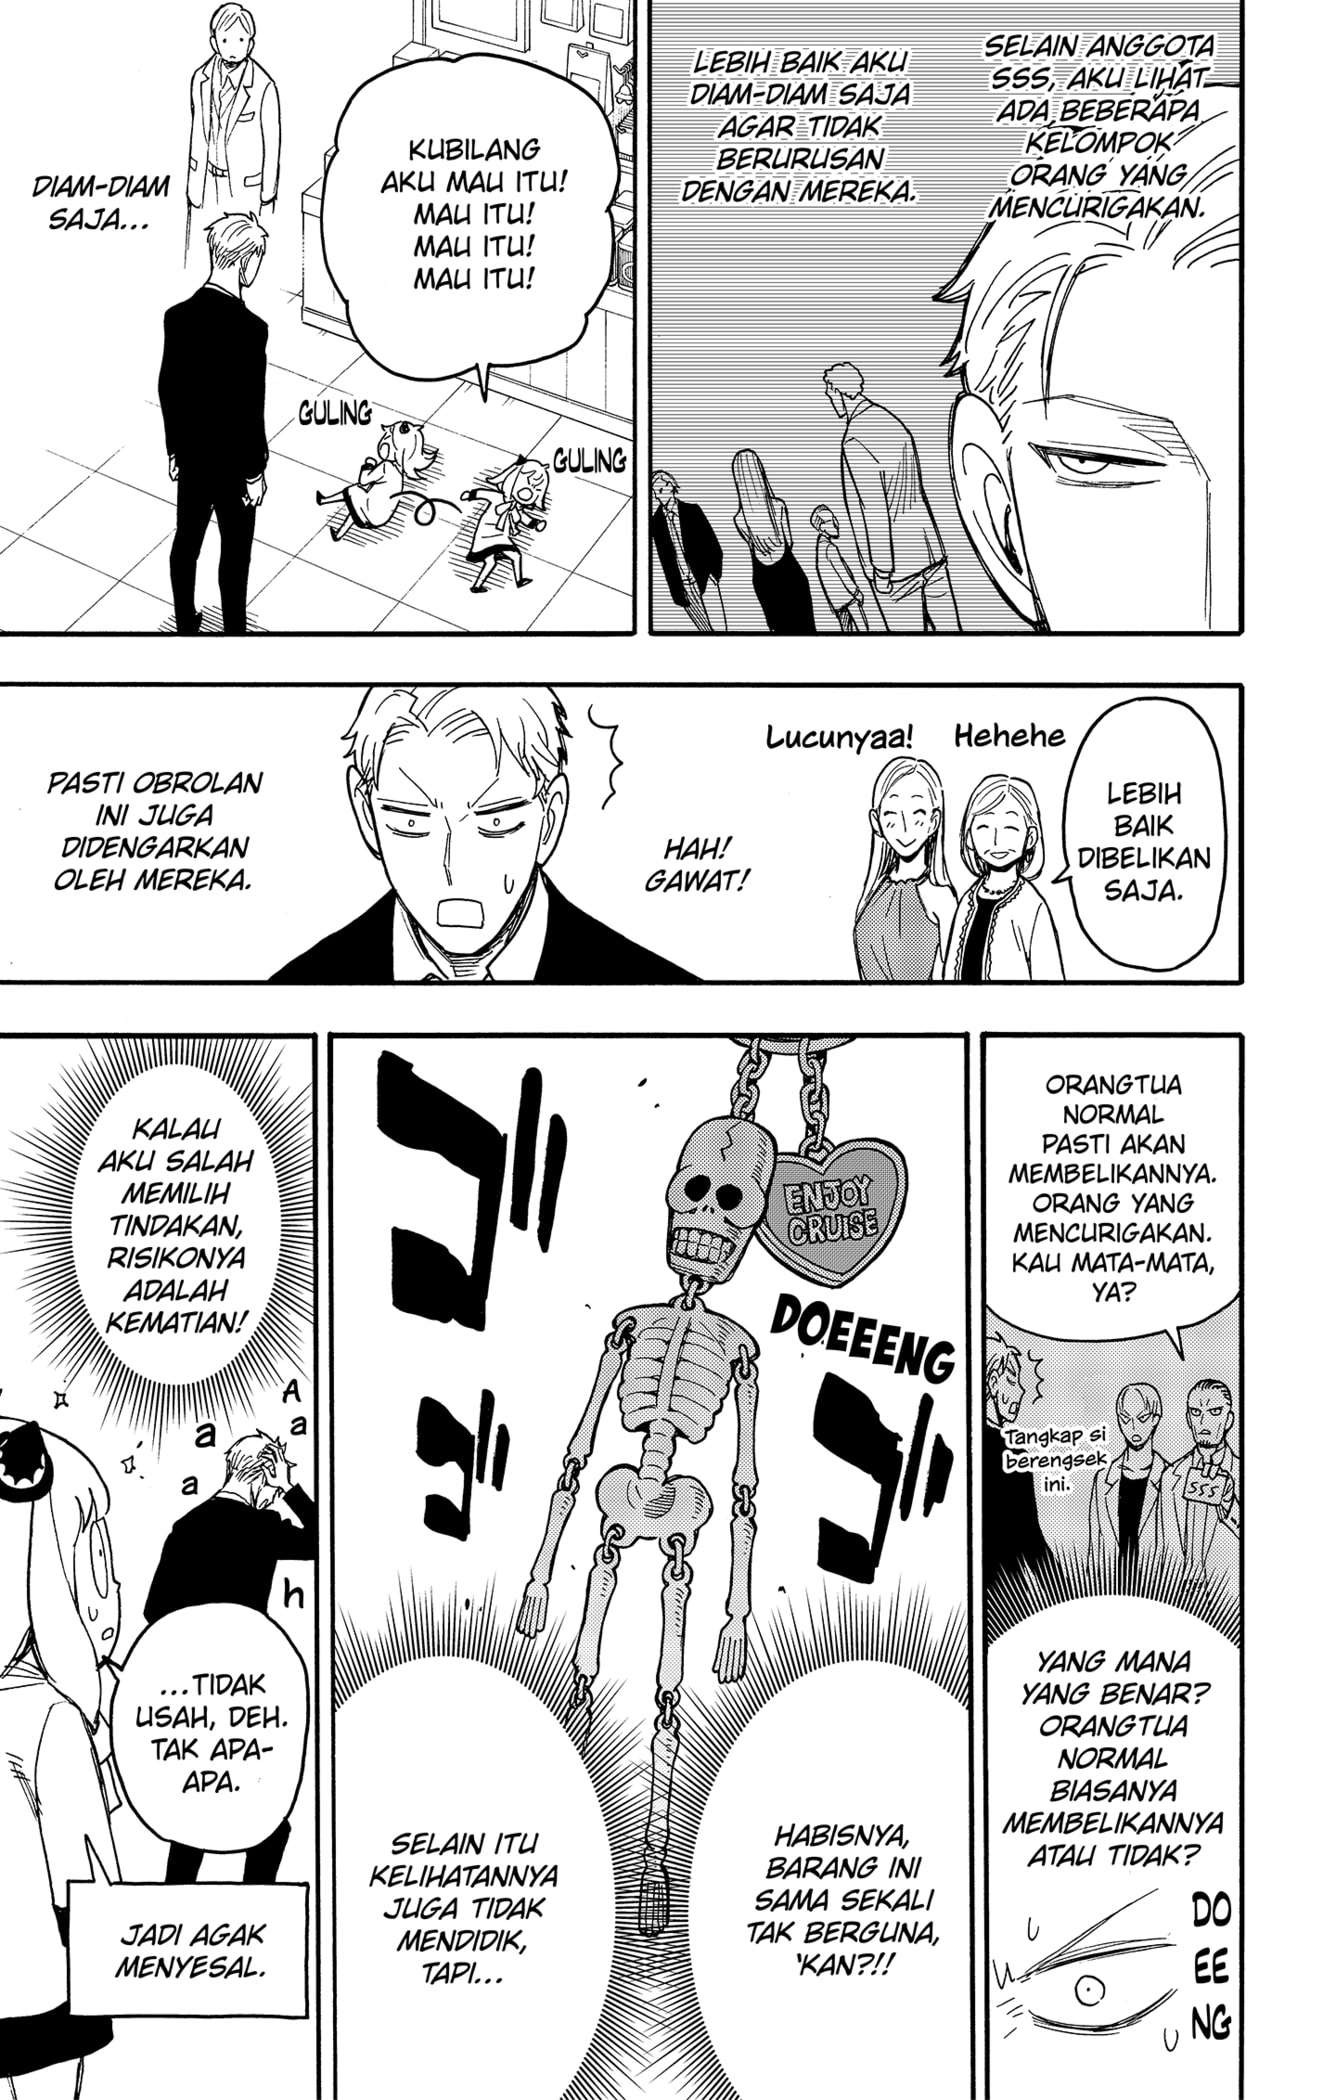 SELAIN ANGGOTA
SSS, AKU LIHAT
ADA BEBERAPA
KELOMPOK
ORANG YANG
MENCURIGAKAN.
LEBIH BAIK AKU
DIAM-DIAM SAJA
AGAR TIDAK
BERURUSAN
DENGAN MEREKA.
KUBILANG
AKU MAU ITU!
MAU ITU!
MAU ITU!
MAU ITU!
GULING
GULING
DIAM-DIAM
SAJA...
LEBIH
BAIK
DIBELIKAN
SAJA.
Hehehe
Lucunyaa!
HAH!
GAWAT!
PASTI OBROLAN
INI JUGA
DIDENGARKAN
OLEH MEREKA.
ORANGTUA
NORMAL
PASTI AKAN
MEMBELIKANNYA.
ORANG YANG
MENCURIGAKAN.
KAU MATA-MATA,
YA?
Tangkap si
berengsek
ini.
SSS
YANG MANA
YANG BENAR?
ORANGTUA
NORMAL
BIASANYA
MEMBELIKANNYA
ATAU TIDAK?
DO
EE
NG
ENJOY
CRUISE
DOEEENG
ゴ
ゴ
ゴ
HABISNYA,
BARANG INI
SAMA SEKALI
TAK BERGUNA,
'KAN?!!
SELAIN ITU
KELIHATANNYA
JUGA TIDAK
MENDIDIK,
TAPI...
KALAU
AKU SALAH
MEMILIH
TINDAKAN,
RISIKONYA
ADALAH
KEMATIAN!
A
a
a
a
h
...TIDAK
USAH, DEH.
TAK APA-
APA.
JADI AGAK
MENYESAL.